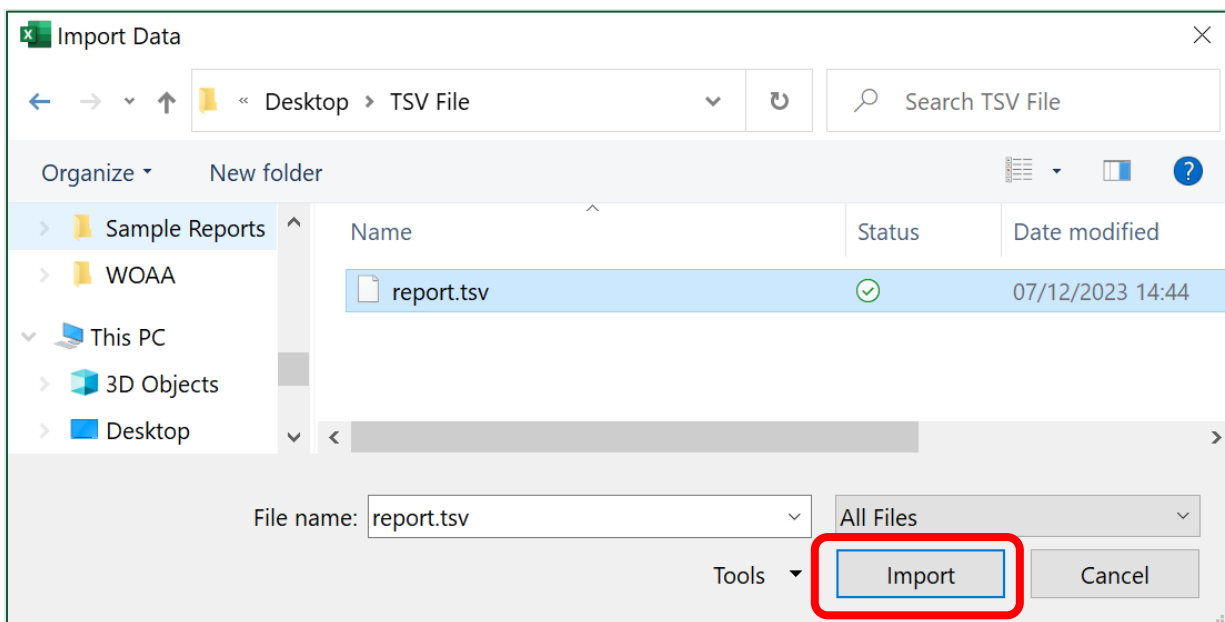 Import Data
« Desktop > TSV File
Search TSV File
Organize
New folder
?
Sample Reports
WOAA
This PC
3D Objects
Desktop
Name
Status
Date modified
report.tsv
07/12/2023 14:44
File name:
report.tsv
All Files
Tools
Import
Cancel